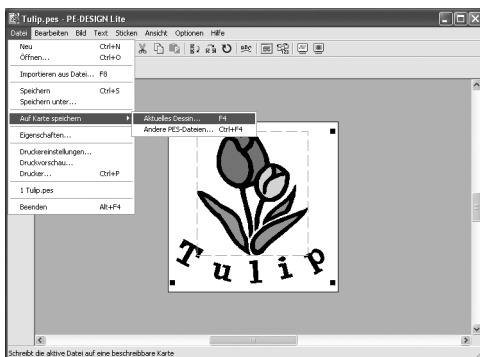 Tulip.pes - PE-DESIGN Lite
Datei Bearbeiten Bild Text Sticken Ansicht Optionen Hilfe
Neu Ctrl+N
Öffnen... Ctrl+O
Importieren aus Datei... F8
Speichern Ctrl+S
Speichern unter...
Auf Karte speichern
Aktuelles Dessin... F4
Andere PES-Dateien... Ctrl+F4
Eigenschaften...
Druckereinstellungen...
Druckvorschau...
Drucker... Ctrl+P
1 Tulip.pes
Beenden Alt+F4
Tulip
Schreibt die aktive Datei auf eine beschreibbare Karte